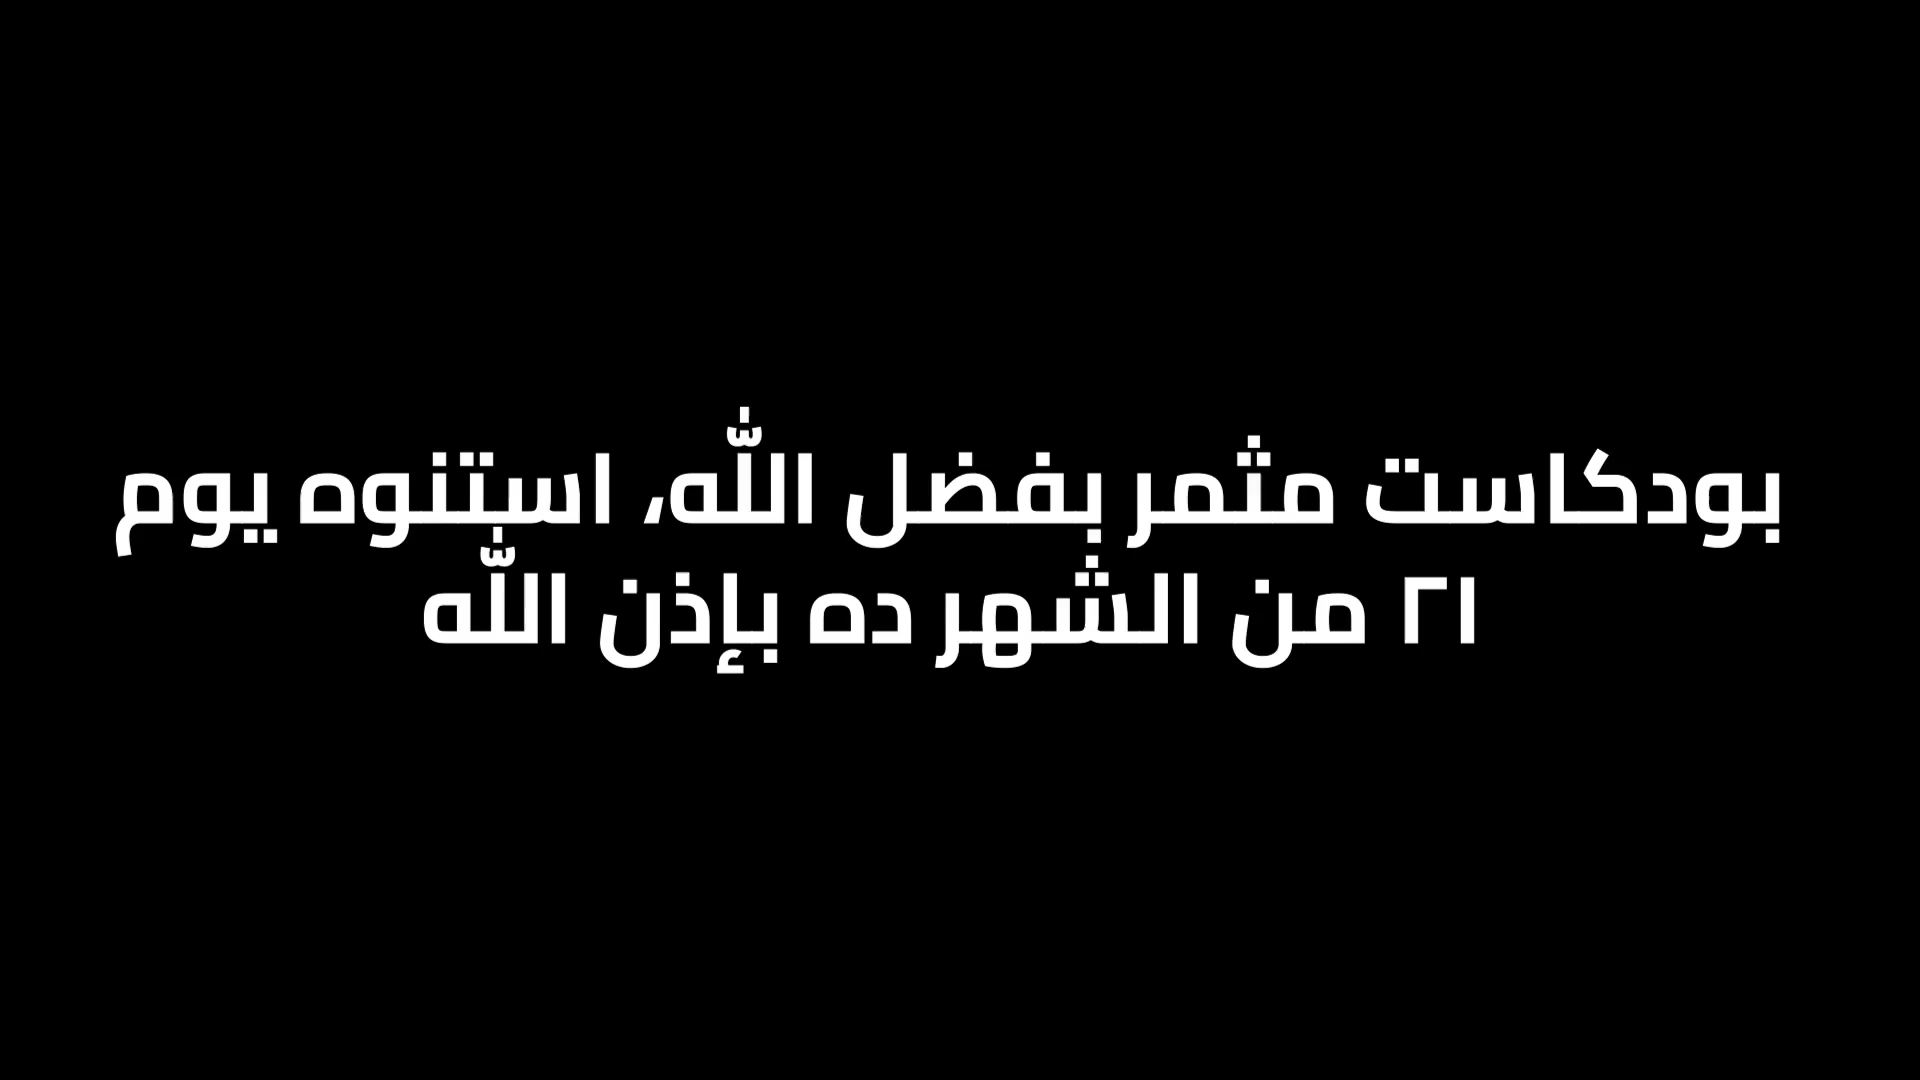 بودكاست مثمر بفضل الله، استنوه يوم
٢١ من الشهر ده بإذن الله